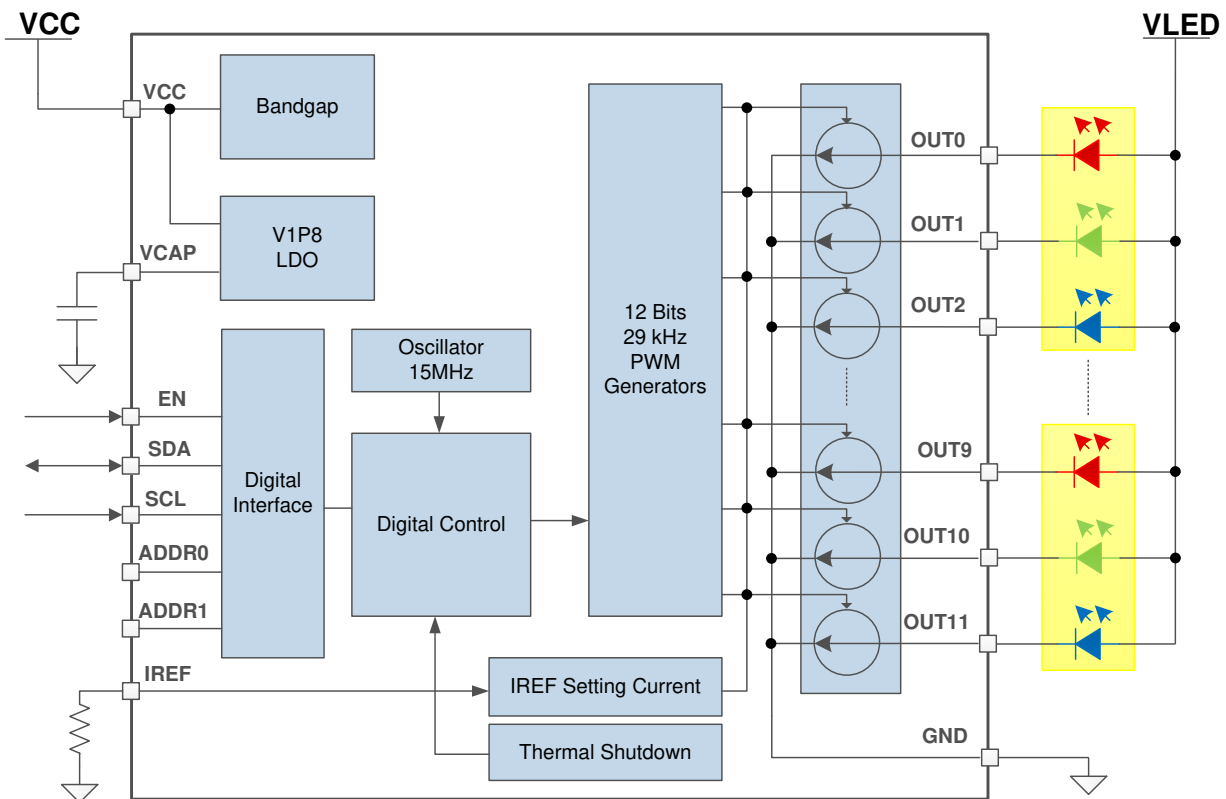 VCC
VLED
VCC
Bandgap
OUT0
V1P8
LDO
OUT1
VCAP
12 Bits
29 kHz
PWM
Generators
OUT2
Oscillator
15MHz
EN
SDA
SCL
ADDR0
ADDR1
Digital
Interface
Digital Control
OUT9
OUT10
OUT11
IREF
IREF Setting Current
Thermal Shutdown
GND